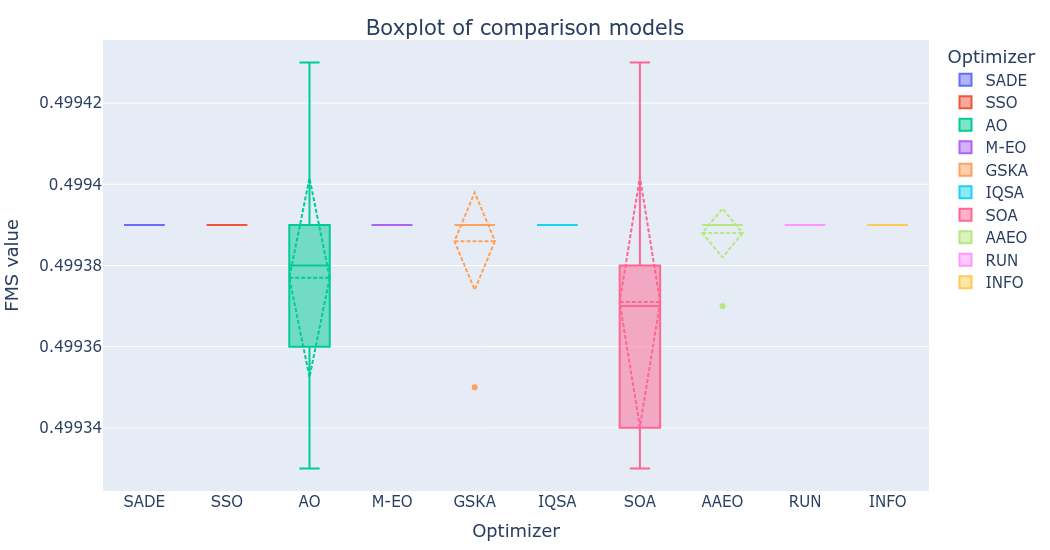 Boxplot of comparison models
FMS value
0.49942
0.4994
0.49938
0.49936
0.49934
SADE
SSO
AO
M-EO
GSKA
IQSA
SOA
AAEO
RUN
INFO
Optimizer
Optimizer
SADE
SSO
AO
M-EO
GSKA
IQSA
SOA
AAEO
RUN
INFO